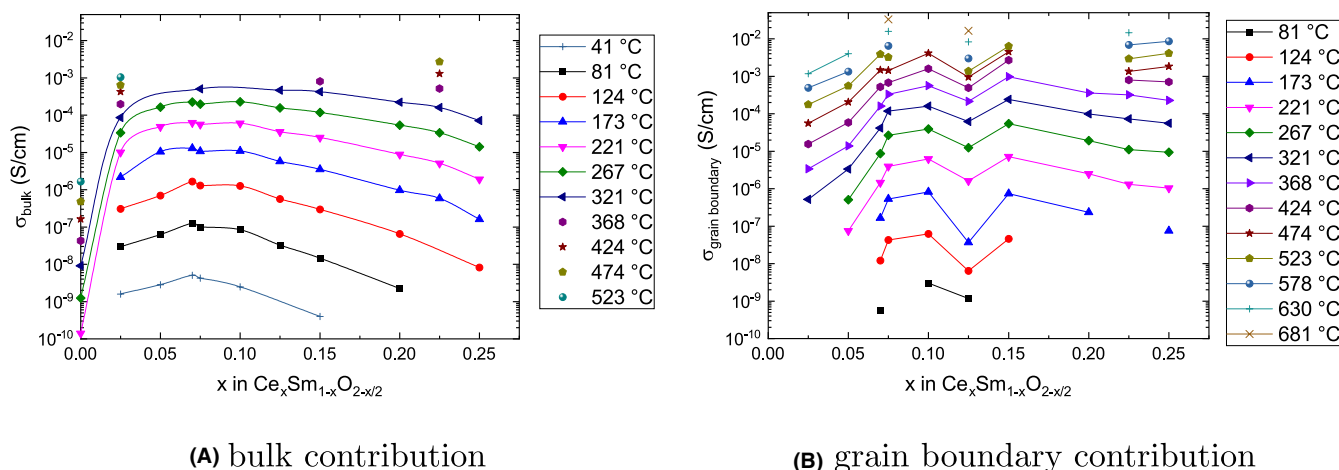 10⁻²
10⁻³
10⁻⁴
10⁻⁵
10⁻⁶
10⁻⁷
10⁻⁸
10⁻⁹
10⁻¹⁰
σbulk (S/cm)
0.00 0.05 0.10 0.15 0.20 0.25
x in CeₓSm₁₋ₓO₂₋ₓ/₂
41 °C
81 °C
124 °C
173 °C
221 °C
267 °C
321 °C
368 °C
424 °C
474 °C
523 °C
(A) bulk contribution
10⁻²
10⁻³
10⁻⁴
10⁻⁵
10⁻⁶
10⁻⁷
10⁻⁸
10⁻⁹
10⁻¹⁰
σgrain boundary (S/cm)
0.00 0.05 0.10 0.15 0.20 0.25
x in CeₓSm₁₋ₓO₂₋ₓ/₂
81 °C
124 °C
173 °C
221 °C
267 °C
321 °C
368 °C
424 °C
474 °C
523 °C
578 °C
630 °C
681 °C
(B) grain boundary contribution